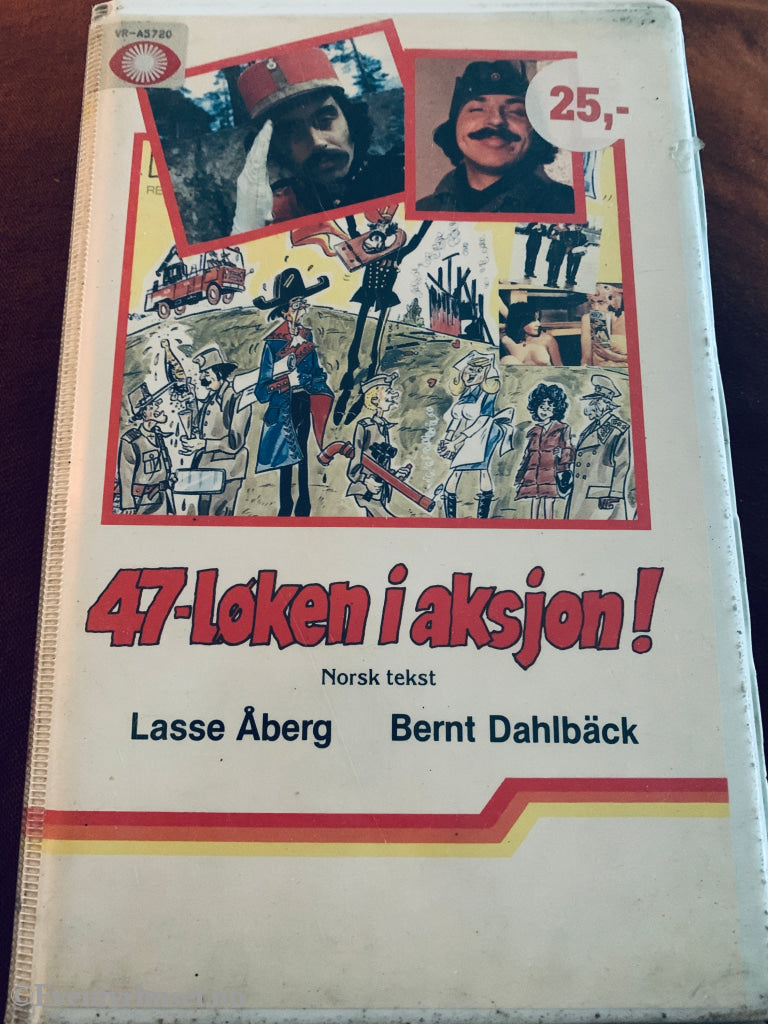 VR-A5720
25,-
47-Løken i aksjon!
Norsk tekst
Lasse Åberg Bernt Dahlbäck